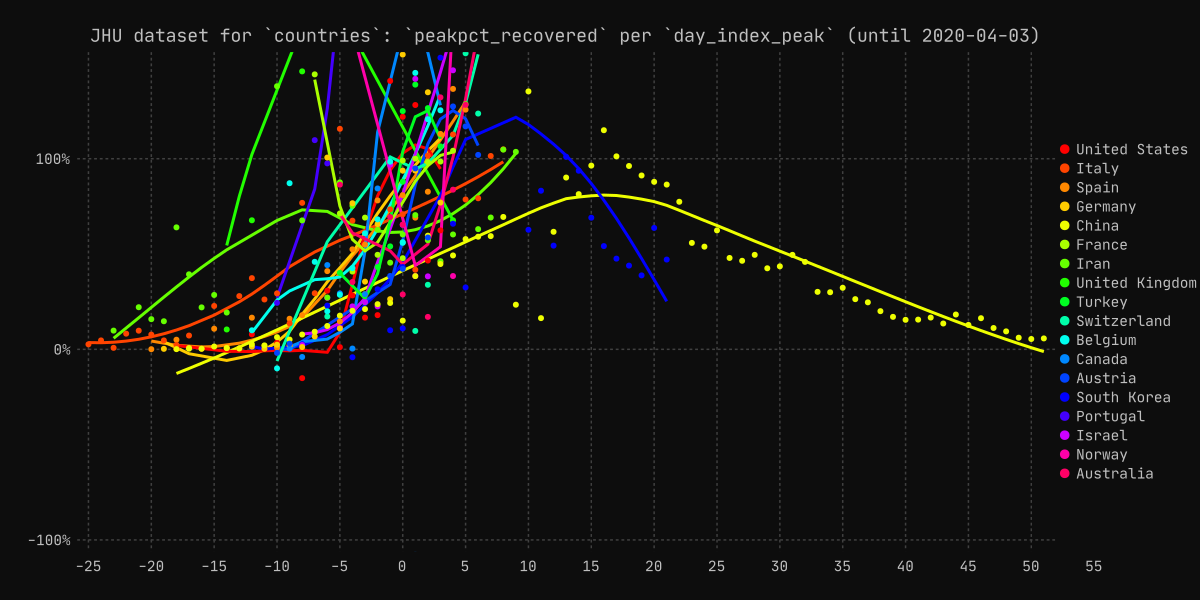 JHU dataset for `countries`: `peakpct_recovered` per `day_index_peak` (until 2020-04-03)
100%
0%
-100%
-25 -20 -15 -10 -5 0 5 10 15 20 25 30 35 40 45 50 55
United States
Italy
Spain
Germany
China
France
Iran
United Kingdom
Turkey
Switzerland
Belgium
Canada
Austria
South Korea
Portugal
Israel
Norway
Australia